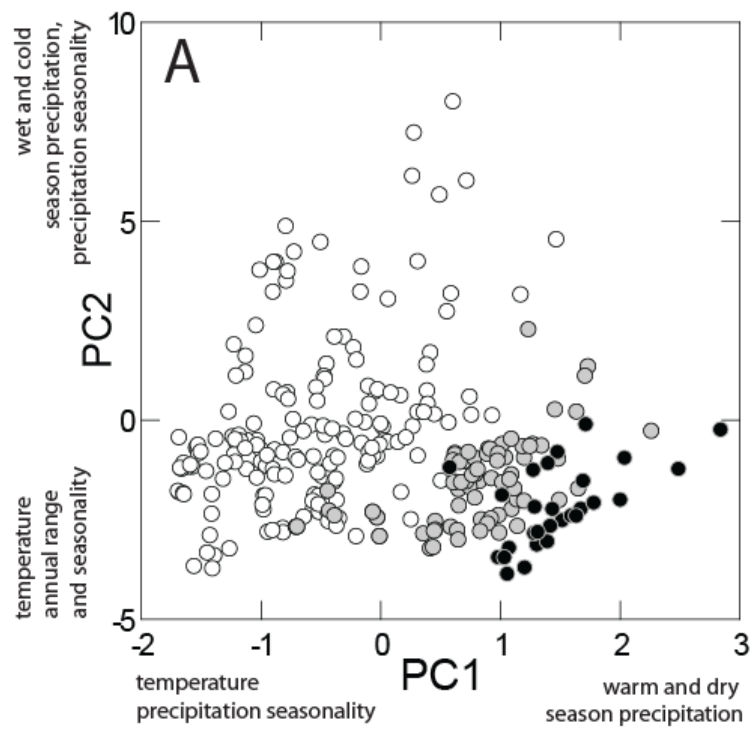 wet and cold
season precipitation,
precipitation seasonality
A
10
5
PC2
0
temperature
annual range
and seasonality
-5
-2 -1 0 1 2 3
PC1
temperature
precipitation seasonality
warm and dry
season precipitation